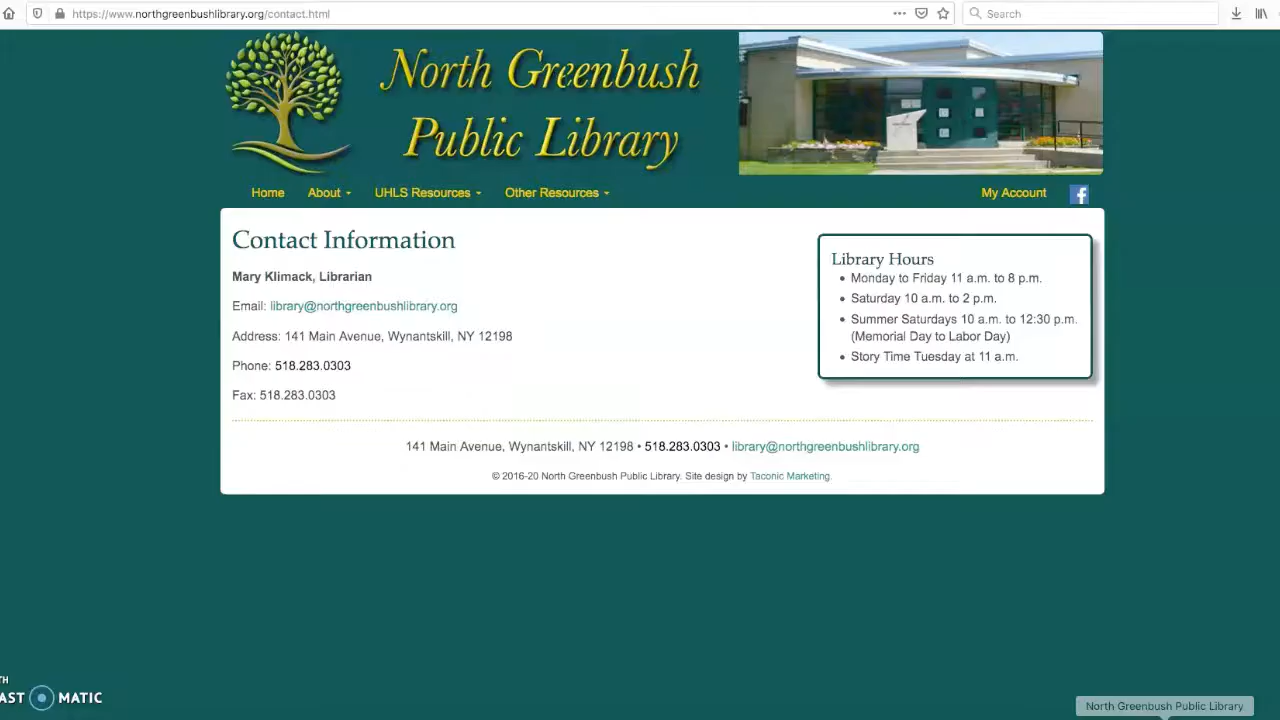 https://www.northgreenbushlibrary.org/contact.html
Search
North Greenbush
Public Library
Home
About
UHLS Resources
Other Resources
My Account
Contact Information
Mary Klimack, Librarian
Email: library@northgreenbushlibrary.org
Address: 141 Main Avenue, Wynantskill, NY 12198
Phone: 518.283.0303
Fax: 518.283.0303
Library Hours
• Monday to Friday 11 a.m. to 8 p.m.
• Saturday 10 a.m. to 2 p.m.
• Summer Saturdays 10 a.m. to 12:30 p.m.
(Memorial Day to Labor Day)
• Story Time Tuesday at 11 a.m.
141 Main Avenue, Wynantskill, NY 12198 • 518.283.0303 • library@northgreenbushlibrary.org
© 2016-20 North Greenbush Public Library. Site design by Taconic Marketing.
TH
AST MATIC
North Greenbush Public Library